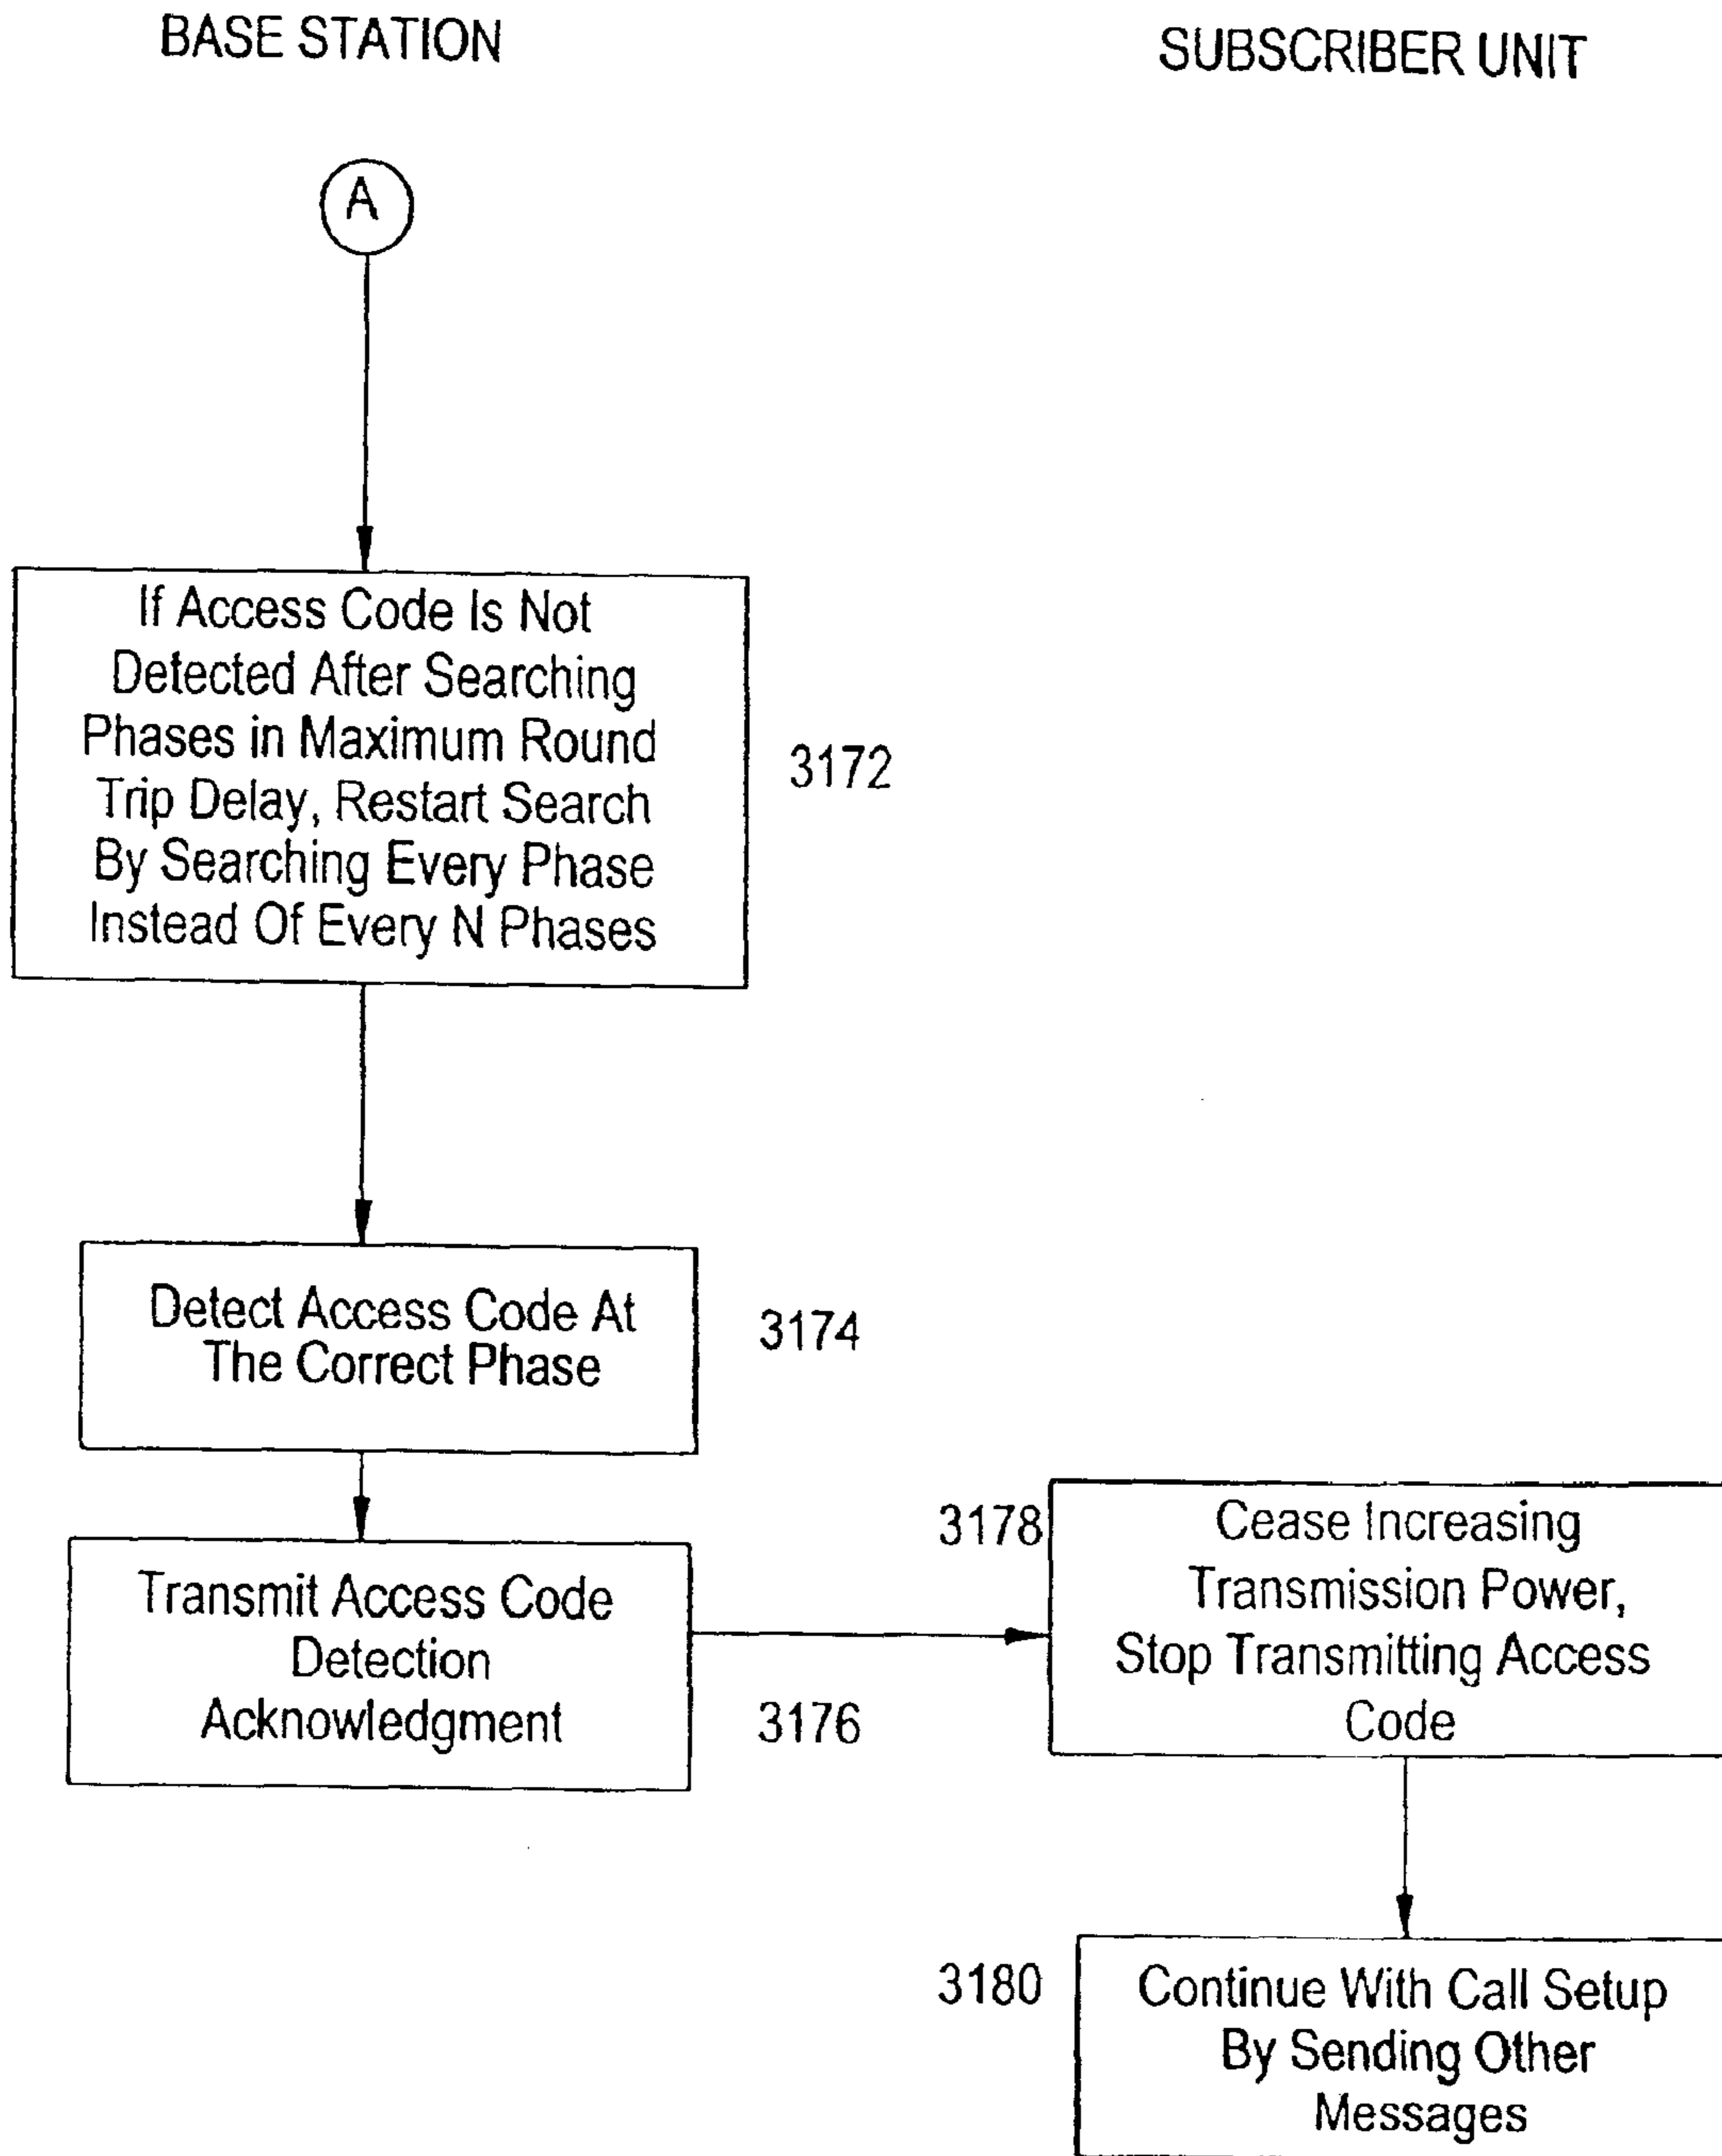 BASE STATION
SUBSCRIBER UNIT
A
If Access Code Is Not
Detected After Searching
Phases in Maximum Round
Trip Delay, Restart Search
By Searching Every Phase
Instead Of Every N Phases
3172
Detect Access Code At
The Correct Phase
3174
Transmit Access Code
Detection
Acknowledgment
3176
3178
Cease Increasing
Transmission Power,
Stop Transmitting Access
Code
3180
Continue With Call Setup
By Sending Other
Messages